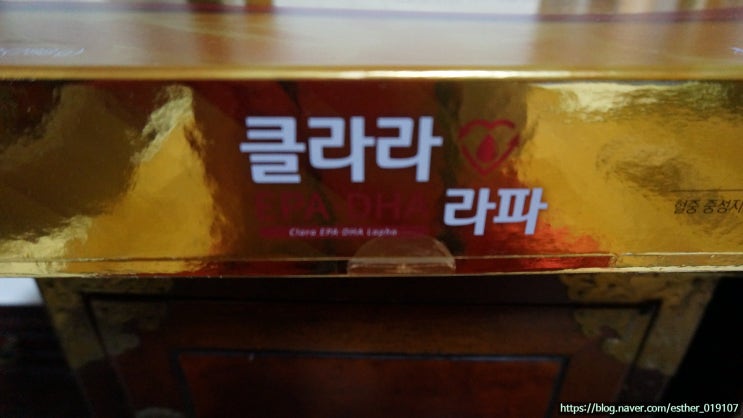 클라라
EPA DHA 라파
Clara EPA DHA Lapha
혈중 중성지
https://blog.naver.com/esther_019107